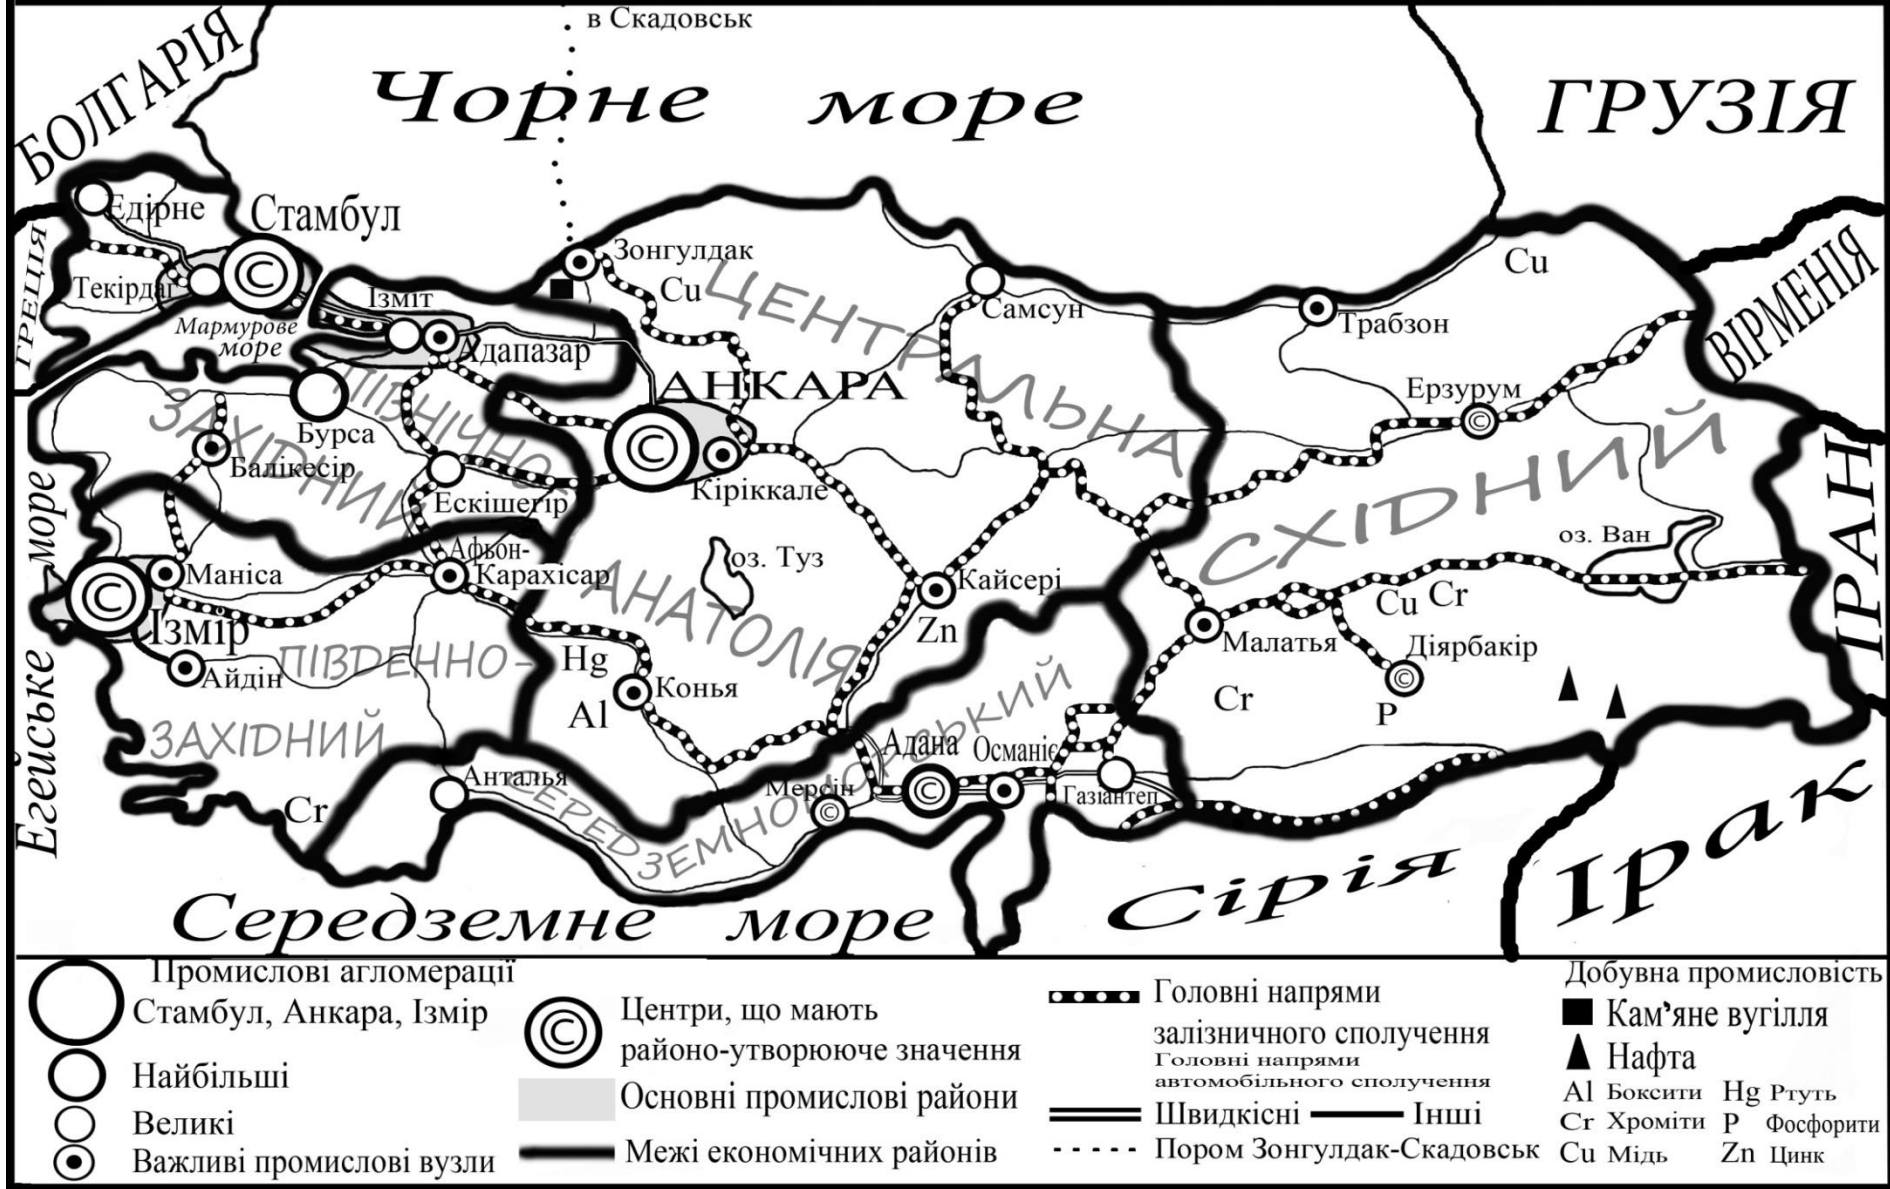 в Скадовськ
БОЛГАРІЯ
Чорне море
ГРУЗІЯ
Едірне
Стамбул
ГРЕЦІЯ
Текірдаг
Мармурове
море
Ізміт
Адапазар
Зонгулдак
Cu
ЦЕНТРАЛЬНА
Самсун
Трабзон
Cu
ВІРМЕНІЯ
АНКАРА
Ерзурум
ПІВНІЧНО-
ЗАХІДНИЙ
Бурса
Балікесір
Ескішегір
Кіріккале
СХІДНИЙ
ІРАН
Егейське море
Афьон-
Карахісар
Маніса
C
Ізмір
АНАТОЛІЯ
оз. Туз
Кайсері
Zn
оз. Ван
Cu Cr
Малатья
Діярбакір
Айдін
ПІВДЕННО-
ЗАХІДНИЙ
Hg
Al
Конья
Cr
P
СЕРЕДЗЕМНОМОРСЬКИЙ
Адана
Османіє
Анталья
Мерсін
Газіантеп
Cr
Середземне море
Сірія
Ірак
Промислові агломерації
Стамбул, Анкара, Ізмір
Найбільші
Великі
Важливі промислові вузли
C
Центри, що мають
районо-утворююче значення
Основні промислові райони
Межі економічних районів
Головні напрями
залізничного сполучення
Головні напрями
автомобільного сполучення
Швидкісні Інші
Пором Зонгулдак-Скадовськ
Добувна промисловість
Кам’яне вугілля
Нафта
Al Боксити Hg Ртуть
Cr Хроміти P Фосфорити
Cu Мідь Zn Цинк